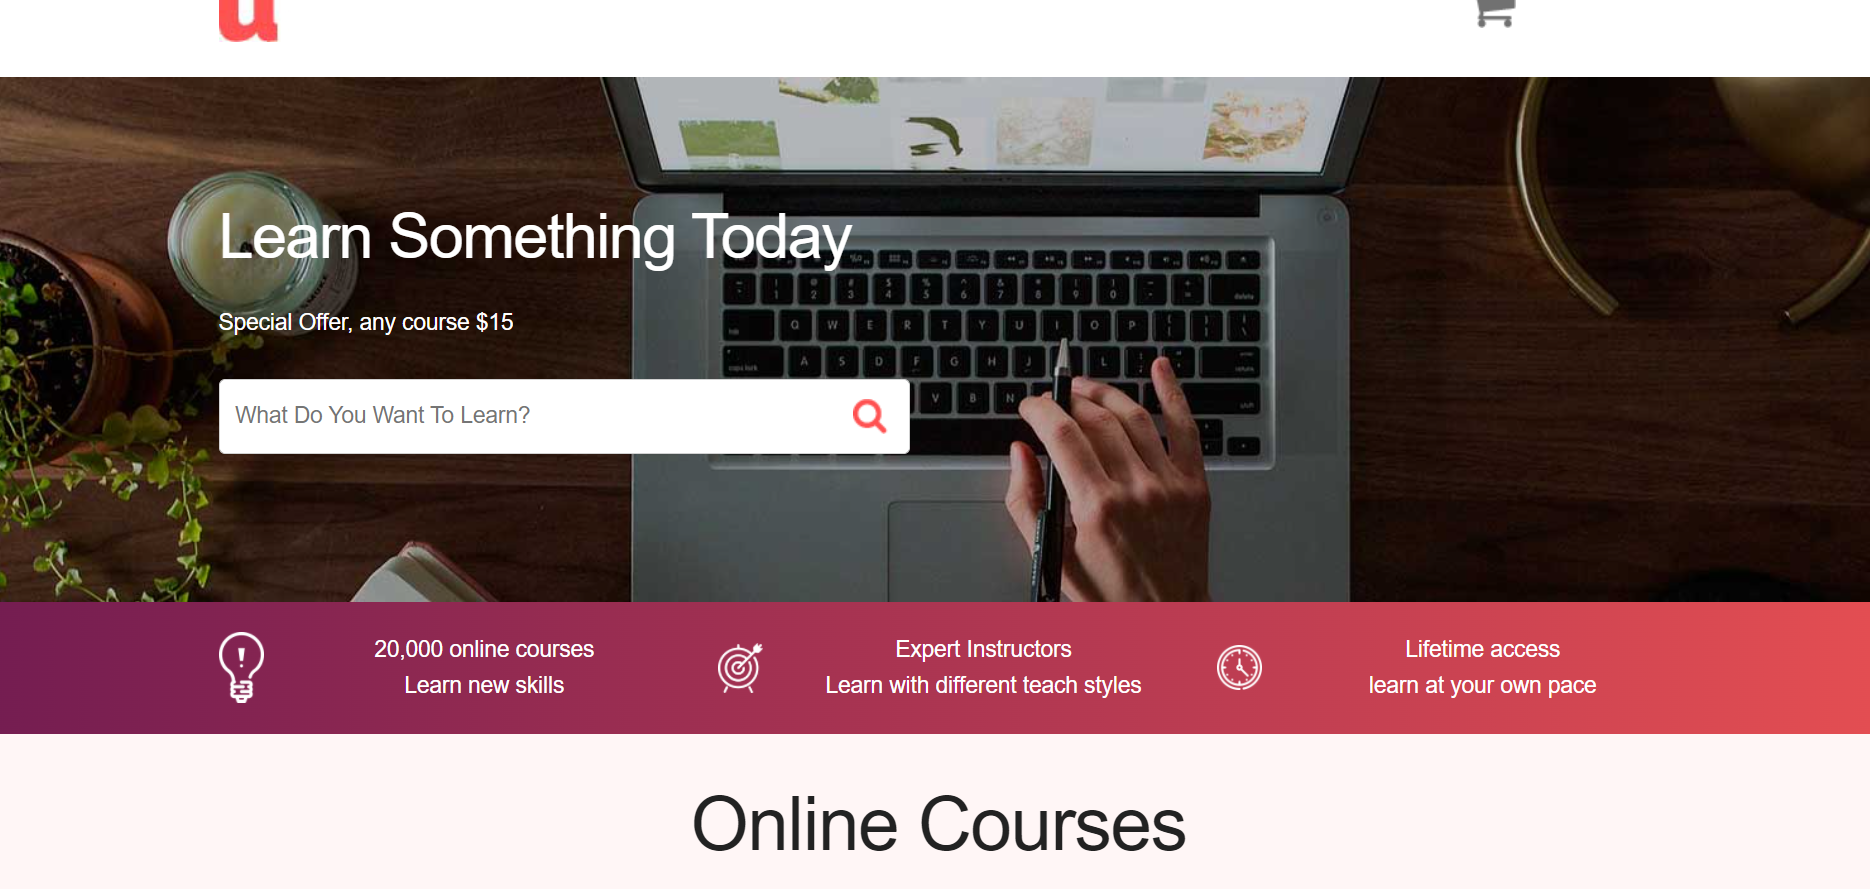 u
Learn Something Today
Special Offer, any course $15
What Do You Want To Learn?
20,000 online courses
Learn new skills
Expert Instructors
Learn with different teach styles
Lifetime access
learn at your own pace
Online Courses